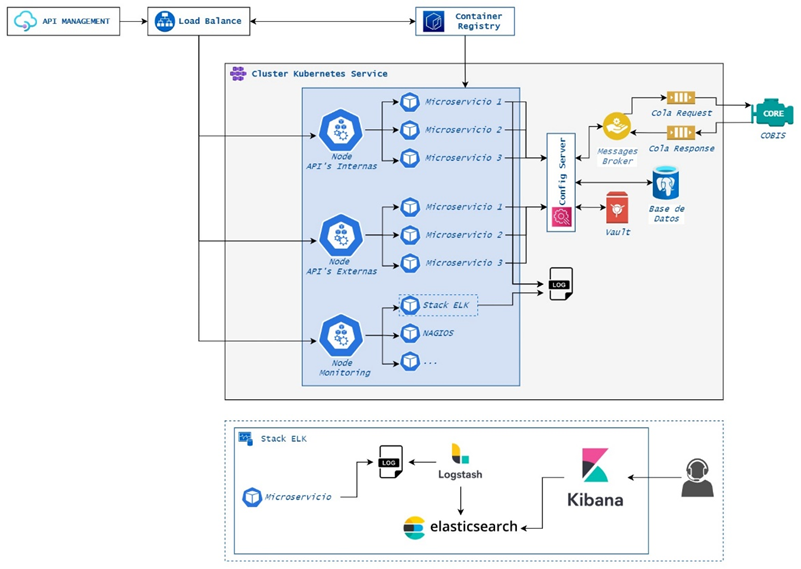 API MANAGEMENT
Load Balance
Container
Registry
Cluster Kubernetes Service
Microservicio 1
Microservicio 2
Microservicio 3
Node
API's Internas
Microservicio 1
Microservicio 2
Microservicio 3
Node
API's Externas
Stack ELK
NAGIOS
...
Node
Monitoring
Config Server
Messages
Broker
Cola Request
Cola Response
CORE
COBIS
Vault
Base de
Datos
LOG
Stack ELK
Microservicio
LOG
Logstash
elasticsearch
Kibana